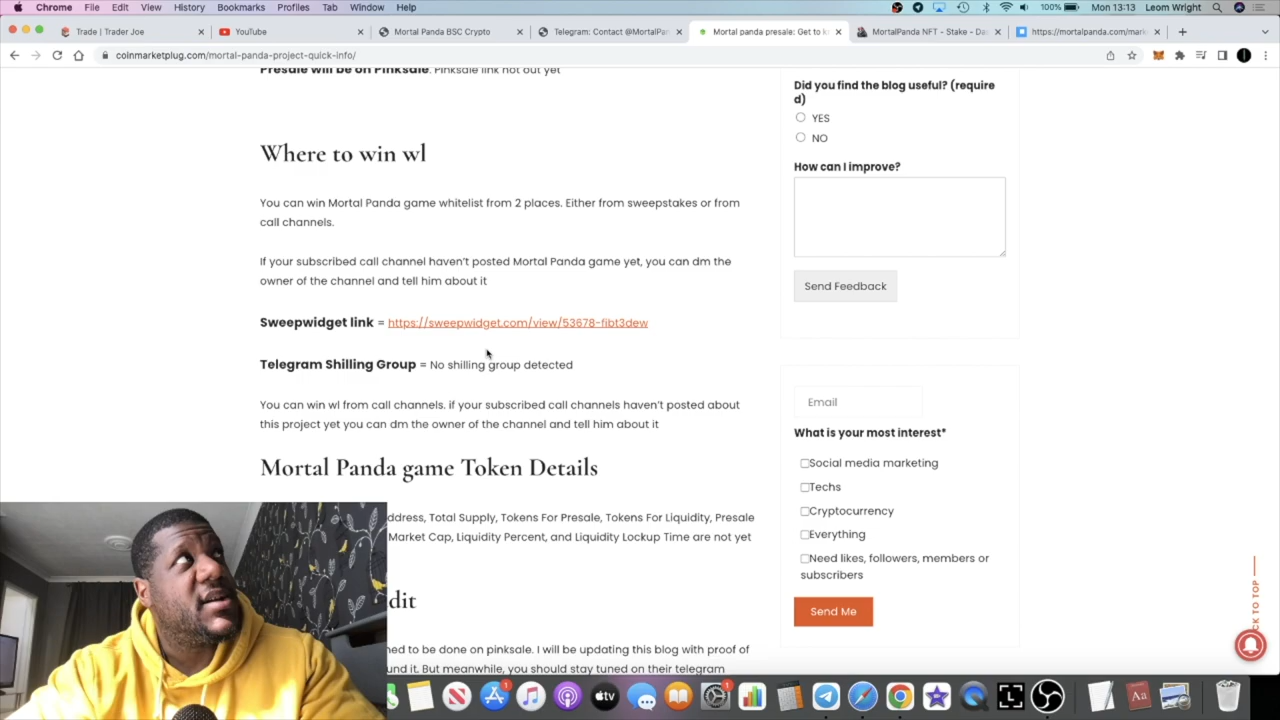 Chrome File Edit View History Bookmarks Profiles Tab Window Help
100% Mon 13:13 Leom Wright
Trade | Trader Joe
YouTube
Mortal Panda BSC Crypto
Telegram: Contact @MortalPan
Mortal panda presale: Get to k
MortalPanda NFT - Stake - Da
https://mortalpanda.com/mark
coinmarketplug.com/mortal-panda-project-quick-info/
Presale will be on Pinksale. Pinksale link not out yet
Where to win wl
You can win Mortal Panda game whitelist from 2 places. Either from sweepstakes or from
call channels.
If your subscribed call channel haven't posted Mortal Panda game yet, you can dm the
owner of the channel and tell him about it
Sweepwidget link = https://sweepwidget.com/view/53678-fibt3dew
Telegram Shilling Group = No shilling group detected
You can win wl from call channels. if your subscribed call channels haven't posted about
this project yet you can dm the owner of the channel and tell him about it
Mortal Panda game Token Details
ddress, Total Supply, Tokens For Presale, Tokens For Liquidity, Presale
Market Cap, Liquidity Percent, and Liquidity Lockup Time are not yet
dit
ned to be done on pinksale. I will be updating this blog with proof of
und it. But meanwhile, you should stay tuned on their telegram
Did you find the blog useful? (require
d)
YES
NO
How can I improve?
Send Feedback
Email
What is your most interest*
Social media marketing
Techs
Cryptocurrency
Everything
Need likes, followers, members or
subscribers
Send Me
CK TO TOP
1
tv
1
Aa
L